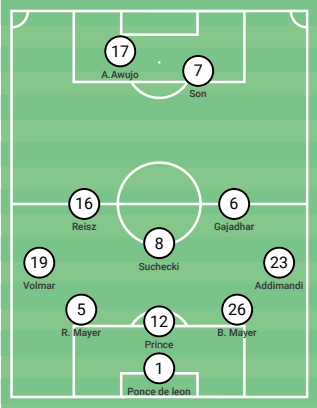 17
A.Awujo
7
Son
16
Reisz
6
Gajadhar
8
Suchecki
19
Volmar
23
Addimandi
5
R. Mayer
12
Prince
26
B. Mayer
1
Ponce de leon